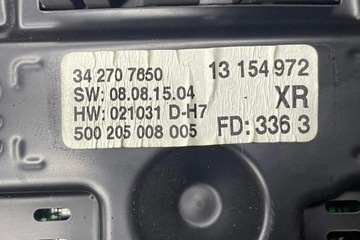 34 270 7650 13 154 972
SW: 08.08.15.04 XR
HW: 021031 D-H7
500 205 008 005 FD: 336 3